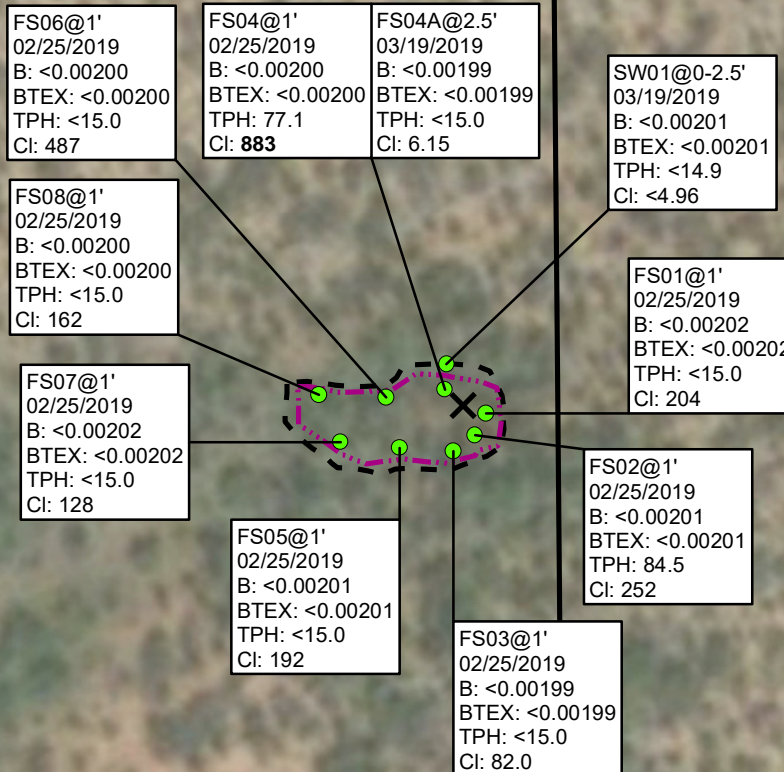 FS06@1'
02/25/2019
B: <0.00200
BTEX: <0.00200
TPH: <15.0
Cl: 487
FS04@1'
02/25/2019
B: <0.00200
BTEX: <0.00200
TPH: 77.1
Cl: 883
FS04A@2.5'
03/19/2019
B: <0.00199
BTEX: <0.00199
TPH: <15.0
Cl: 6.15
SW01@0-2.5'
03/19/2019
B: <0.00201
BTEX: <0.00201
TPH: <14.9
Cl: <4.96
FS08@1'
02/25/2019
B: <0.00200
BTEX: <0.00200
TPH: <15.0
Cl: 162
FS01@1'
02/25/2019
B: <0.00202
BTEX: <0.00202
TPH: <15.0
Cl: 204
FS07@1'
02/25/2019
B: <0.00202
BTEX: <0.00202
TPH: <15.0
Cl: 128
FS02@1'
02/25/2019
B: <0.00201
BTEX: <0.00201
TPH: 84.5
Cl: 252
FS05@1'
02/25/2019
B: <0.00201
BTEX: <0.00201
TPH: <15.0
Cl: 192
FS03@1'
02/25/2019
B: <0.00199
BTEX: <0.00199
TPH: <15.0
Cl: 82.0